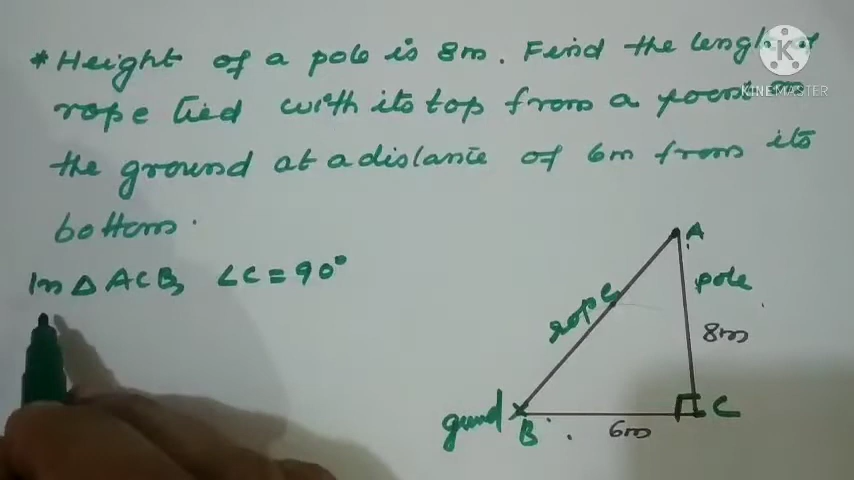 * Height of a pole is 8m. Find the length of
rope tied with its top from a point on
the ground at a distance of 6m from its
bottom.
In Δ ACB, ∠C = 90°
A
pole
rope
8m
C
B
6m
K
KINEMASTER